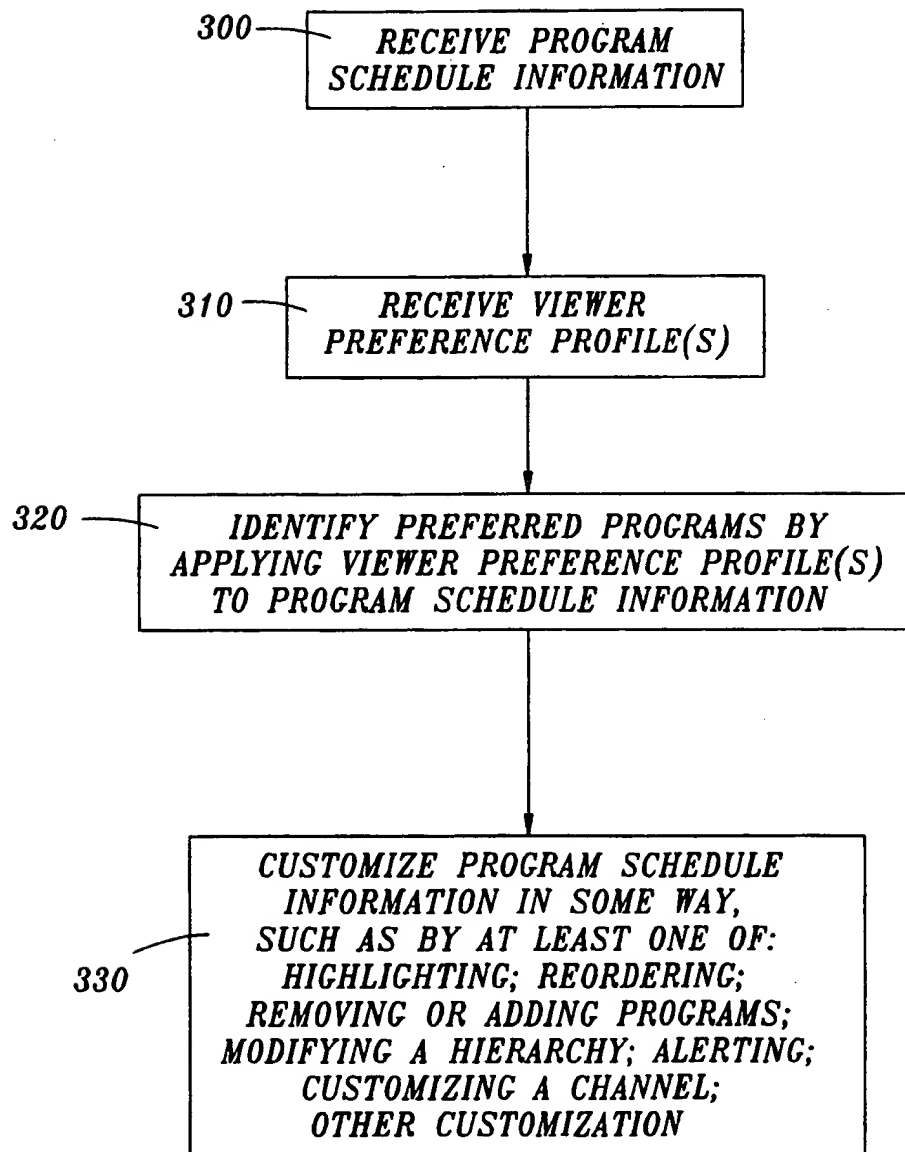 300
RECEIVE PROGRAM
SCHEDULE INFORMATION
310
RECEIVE VIEWER
PREFERENCE PROFILE(S)
320
IDENTIFY PREFERRED PROGRAMS BY
APPLYING VIEWER PREFERENCE PROFILE(S)
TO PROGRAM SCHEDULE INFORMATION
330
CUSTOMIZE PROGRAM SCHEDULE
INFORMATION IN SOME WAY,
SUCH AS BY AT LEAST ONE OF:
HIGHLIGHTING; REORDERING;
REMOVING OR ADDING PROGRAMS;
MODIFYING A HIERARCHY; ALERTING;
CUSTOMIZING A CHANNEL;
OTHER CUSTOMIZATION